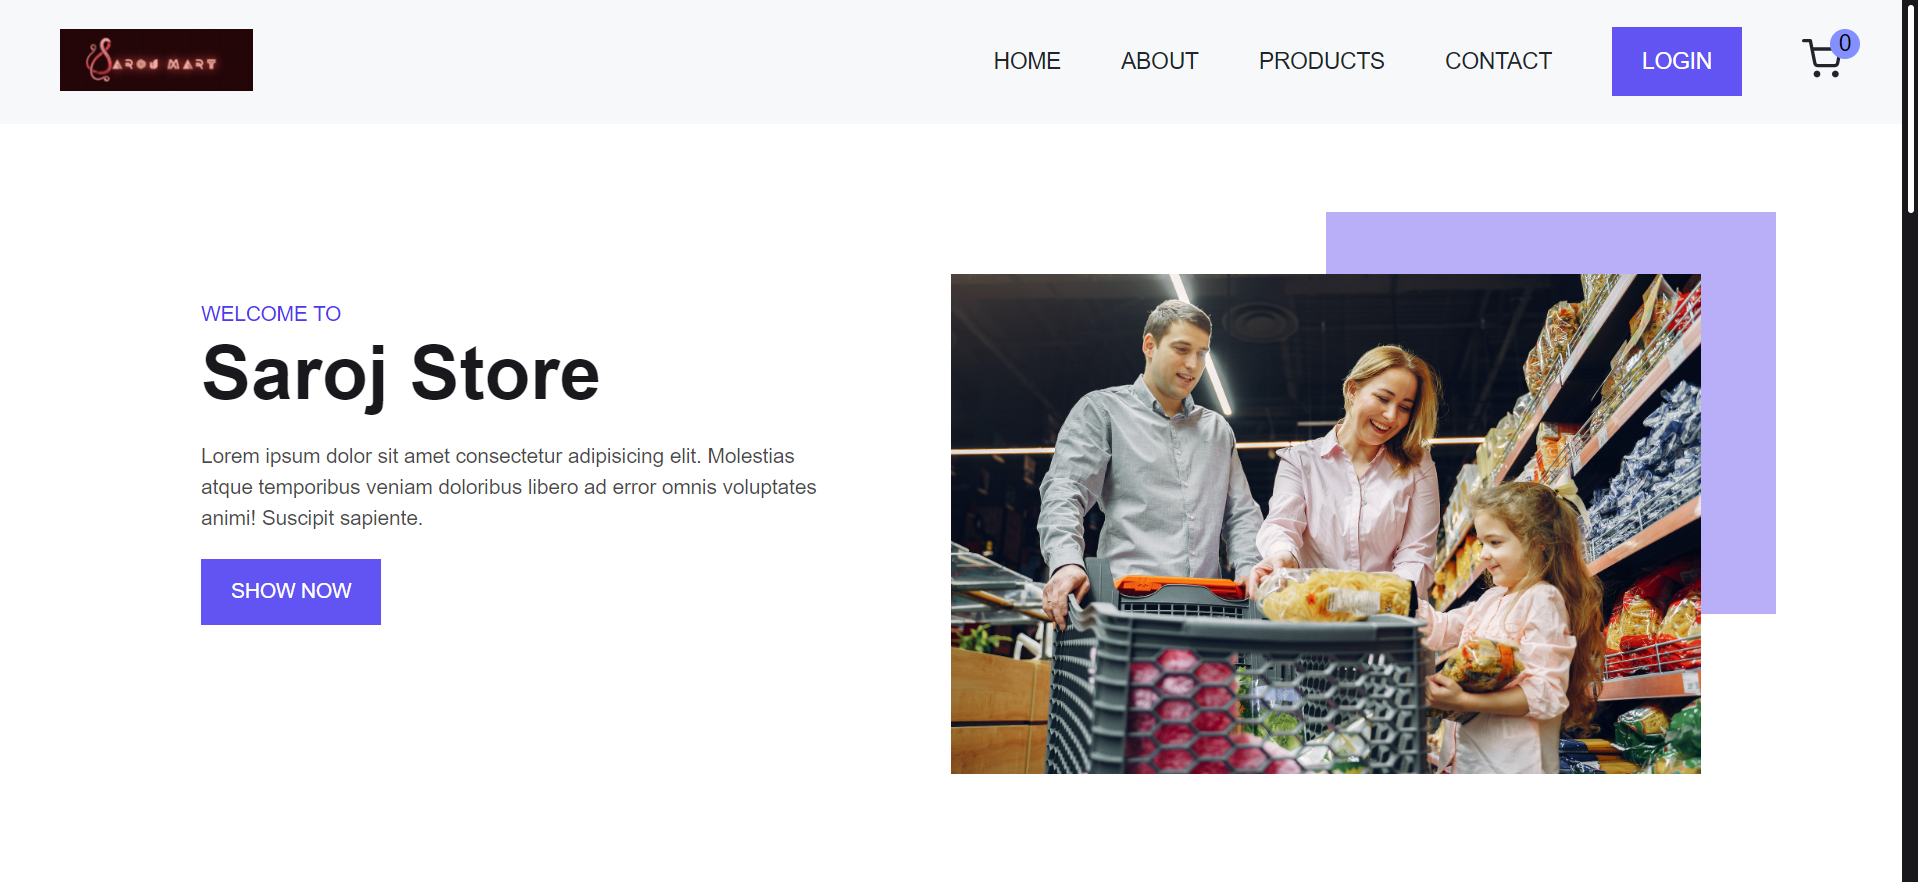 SAROJ MART
HOME ABOUT PRODUCTS CONTACT LOGIN 0
WELCOME TO
Saroj Store
Lorem ipsum dolor sit amet consectetur adipisicing elit. Molestias
atque temporibus veniam doloribus libero ad error omnis voluptates
animi! Suscipit sapiente.
SHOW NOW